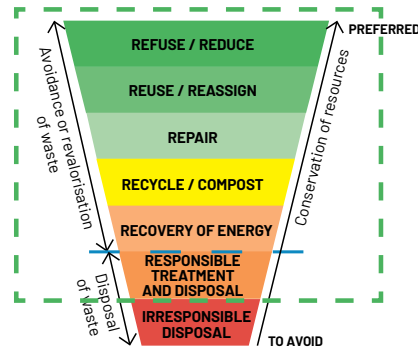 PREFERRED
REFUSE / REDUCE
REUSE / REASSIGN
REPAIR
RECYCLE / COMPOST
RECOVERY OF ENERGY
RESPONSIBLE
TREATMENT
AND DISPOSAL
IRRESPONSIBLE
DISPOSAL
TO AVOID
Avoidance or revalorisation
of waste
Disposal
of waste
Conservation of resources